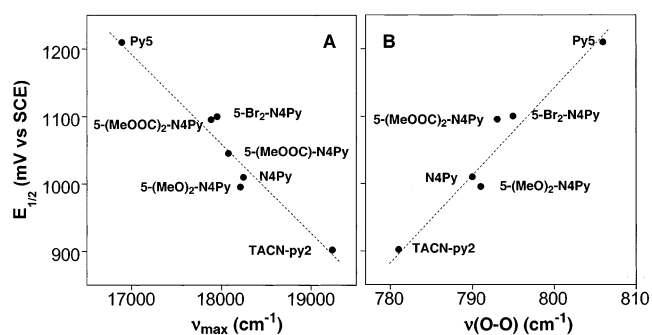 A
B
E1/2 (mV vs SCE)
1200
1100
1000
900
Py5
5-Br2-N4Py
5-(MeOOC)2-N4Py
5-(MeOOC)-N4Py
N4Py
5-(MeO)2-N4Py
TACN-py2
17000
18000
19000
νmax (cm-1)
Py5
5-(MeOOC)2-N4Py
5-Br2-N4Py
N4Py
5-(MeO)2-N4Py
TACN-py2
780
790
800
810
ν(O-O) (cm-1)